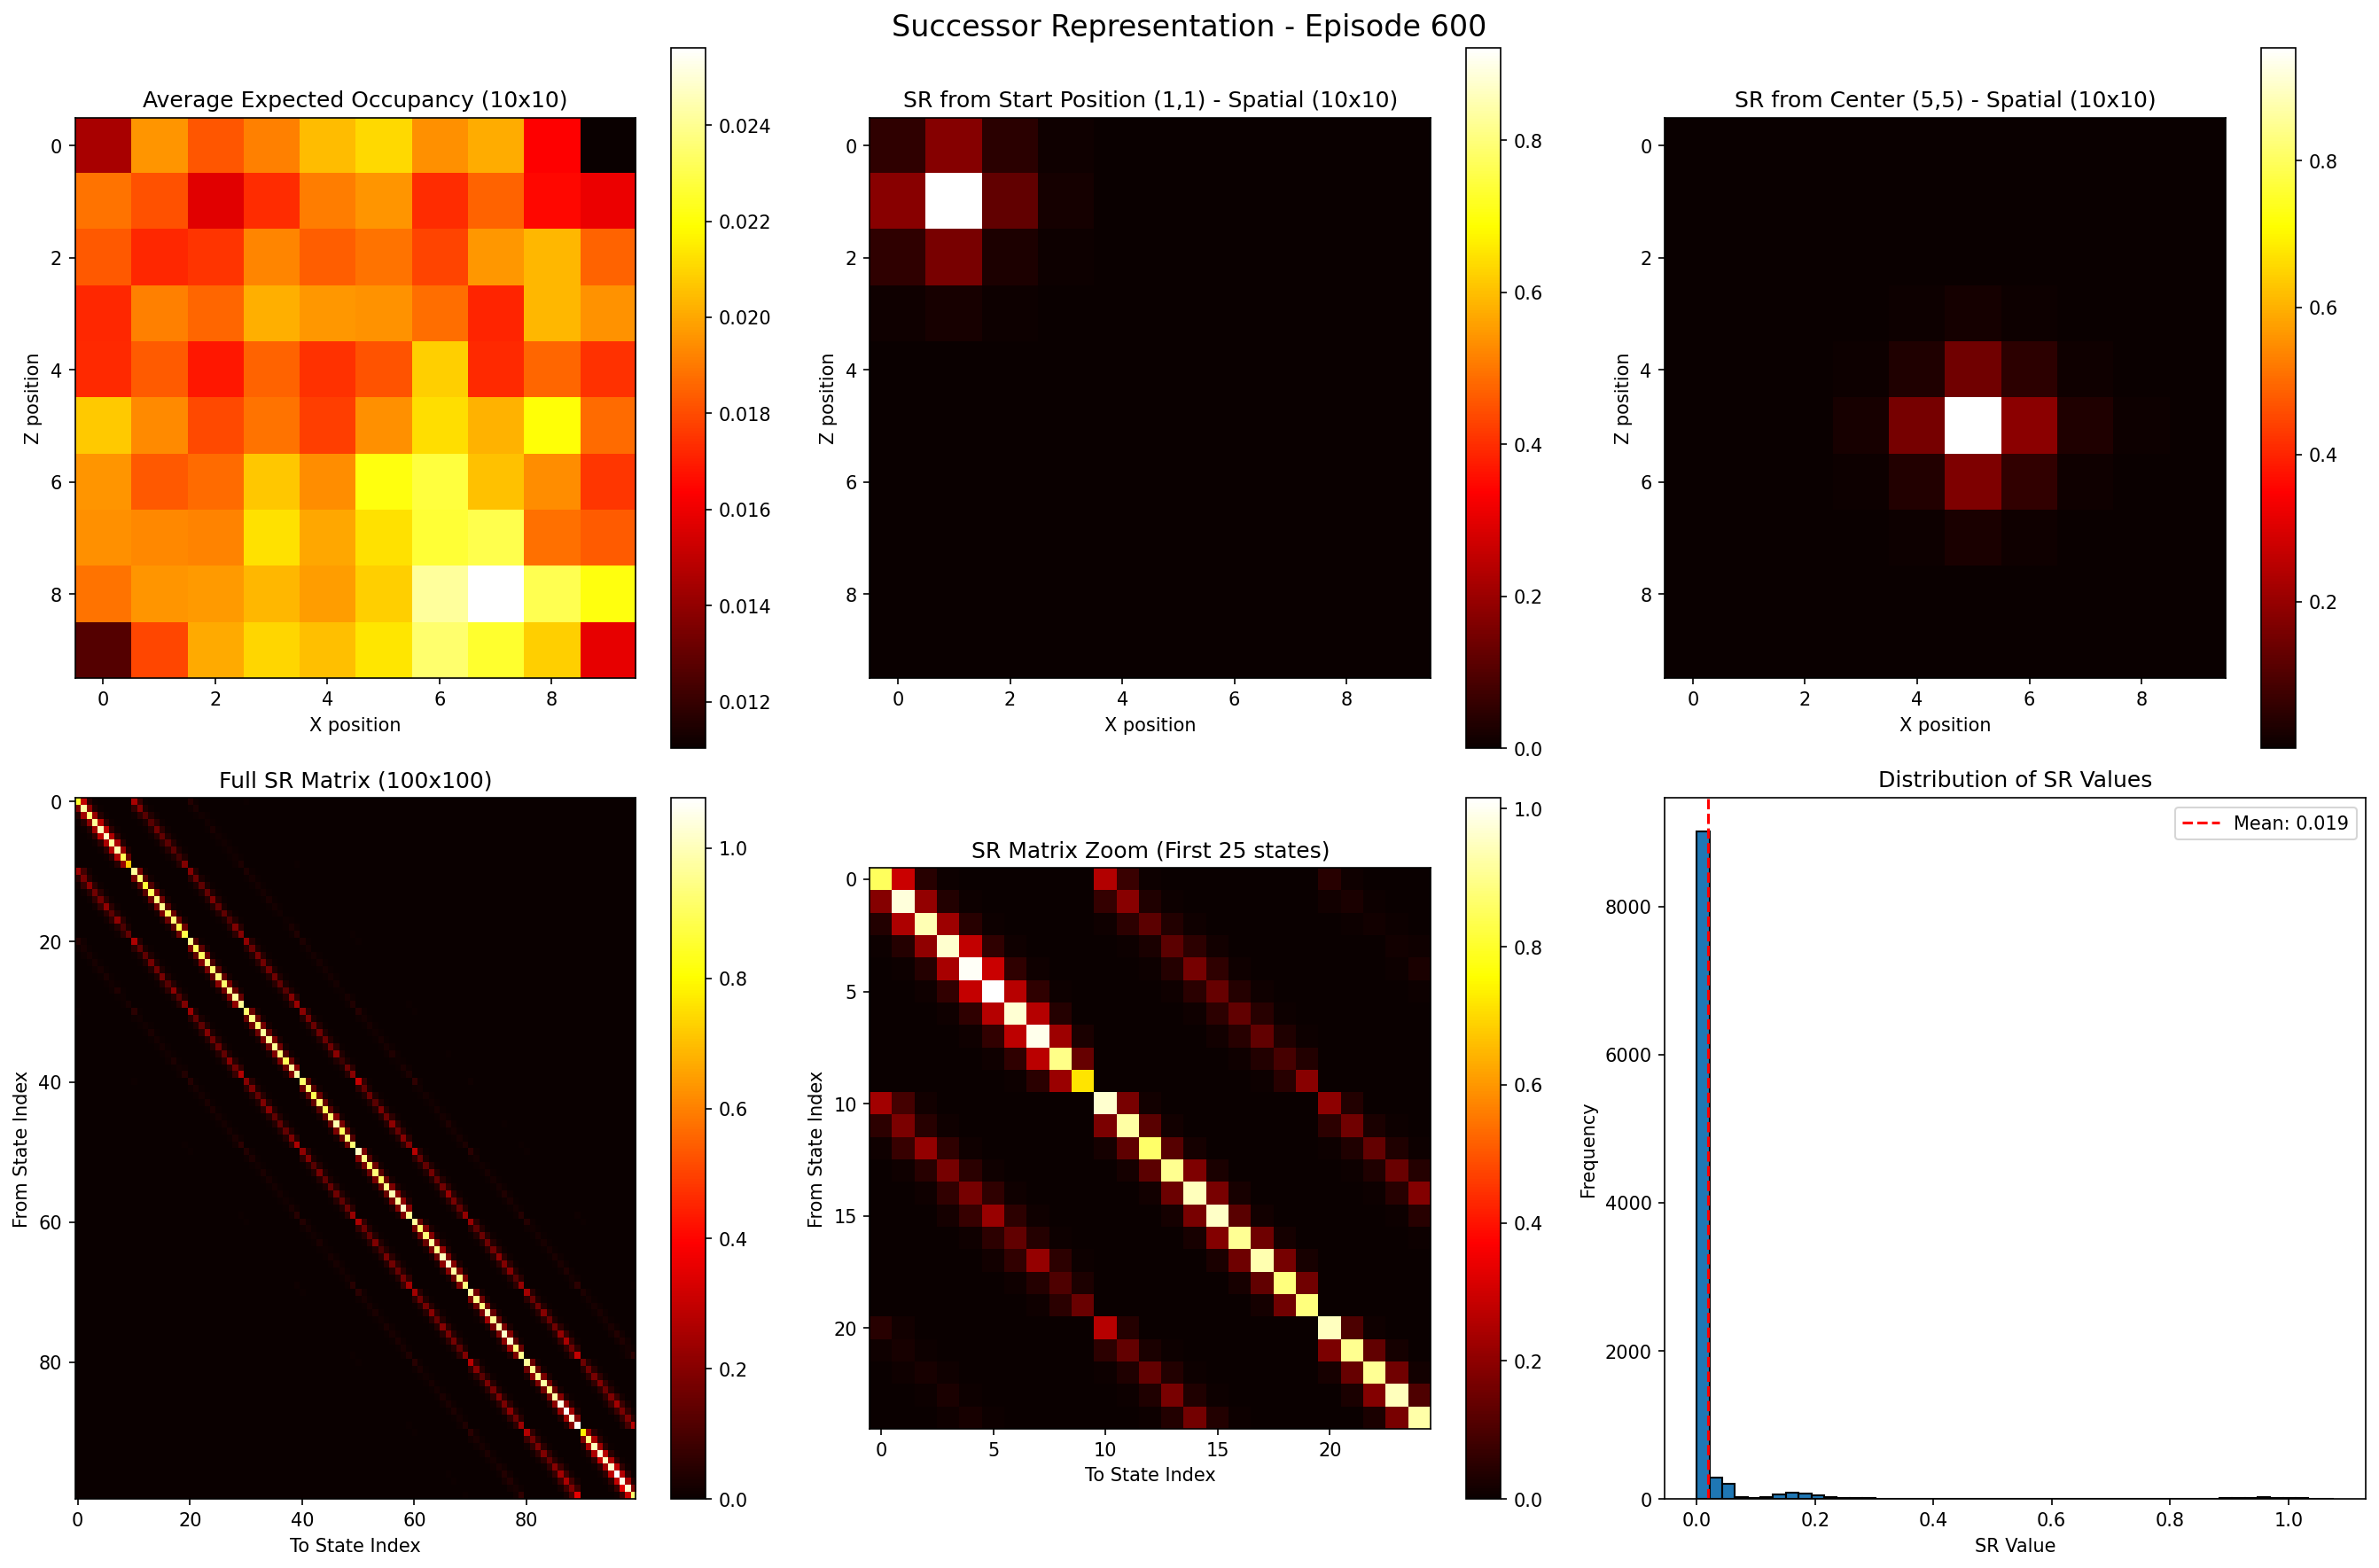 Successor Representation - Episode 600
Average Expected Occupancy (10x10)
Z position
0
2
4
6
8
0 2 4 6 8
X position
0.024
0.022
0.020
0.018
0.016
0.014
0.012
SR from Start Position (1,1) - Spatial (10x10)
Z position
0
2
4
6
8
0 2 4 6 8
X position
0.8
0.6
0.4
0.2
0.0
SR from Center (5,5) - Spatial (10x10)
Z position
0
2
4
6
8
0 2 4 6 8
X position
0.8
0.6
0.4
0.2
Full SR Matrix (100x100)
From State Index
0
20
40
60
80
0 20 40 60 80
To State Index
1.0
0.8
0.6
0.4
0.2
0.0
SR Matrix Zoom (First 25 states)
From State Index
0
5
10
15
20
0 5 10 15 20
To State Index
1.0
0.8
0.6
0.4
0.2
0.0
Distribution of SR Values
Mean: 0.019
Frequency
8000
6000
4000
2000
0
0.0 0.2 0.4 0.6 0.8 1.0
SR Value